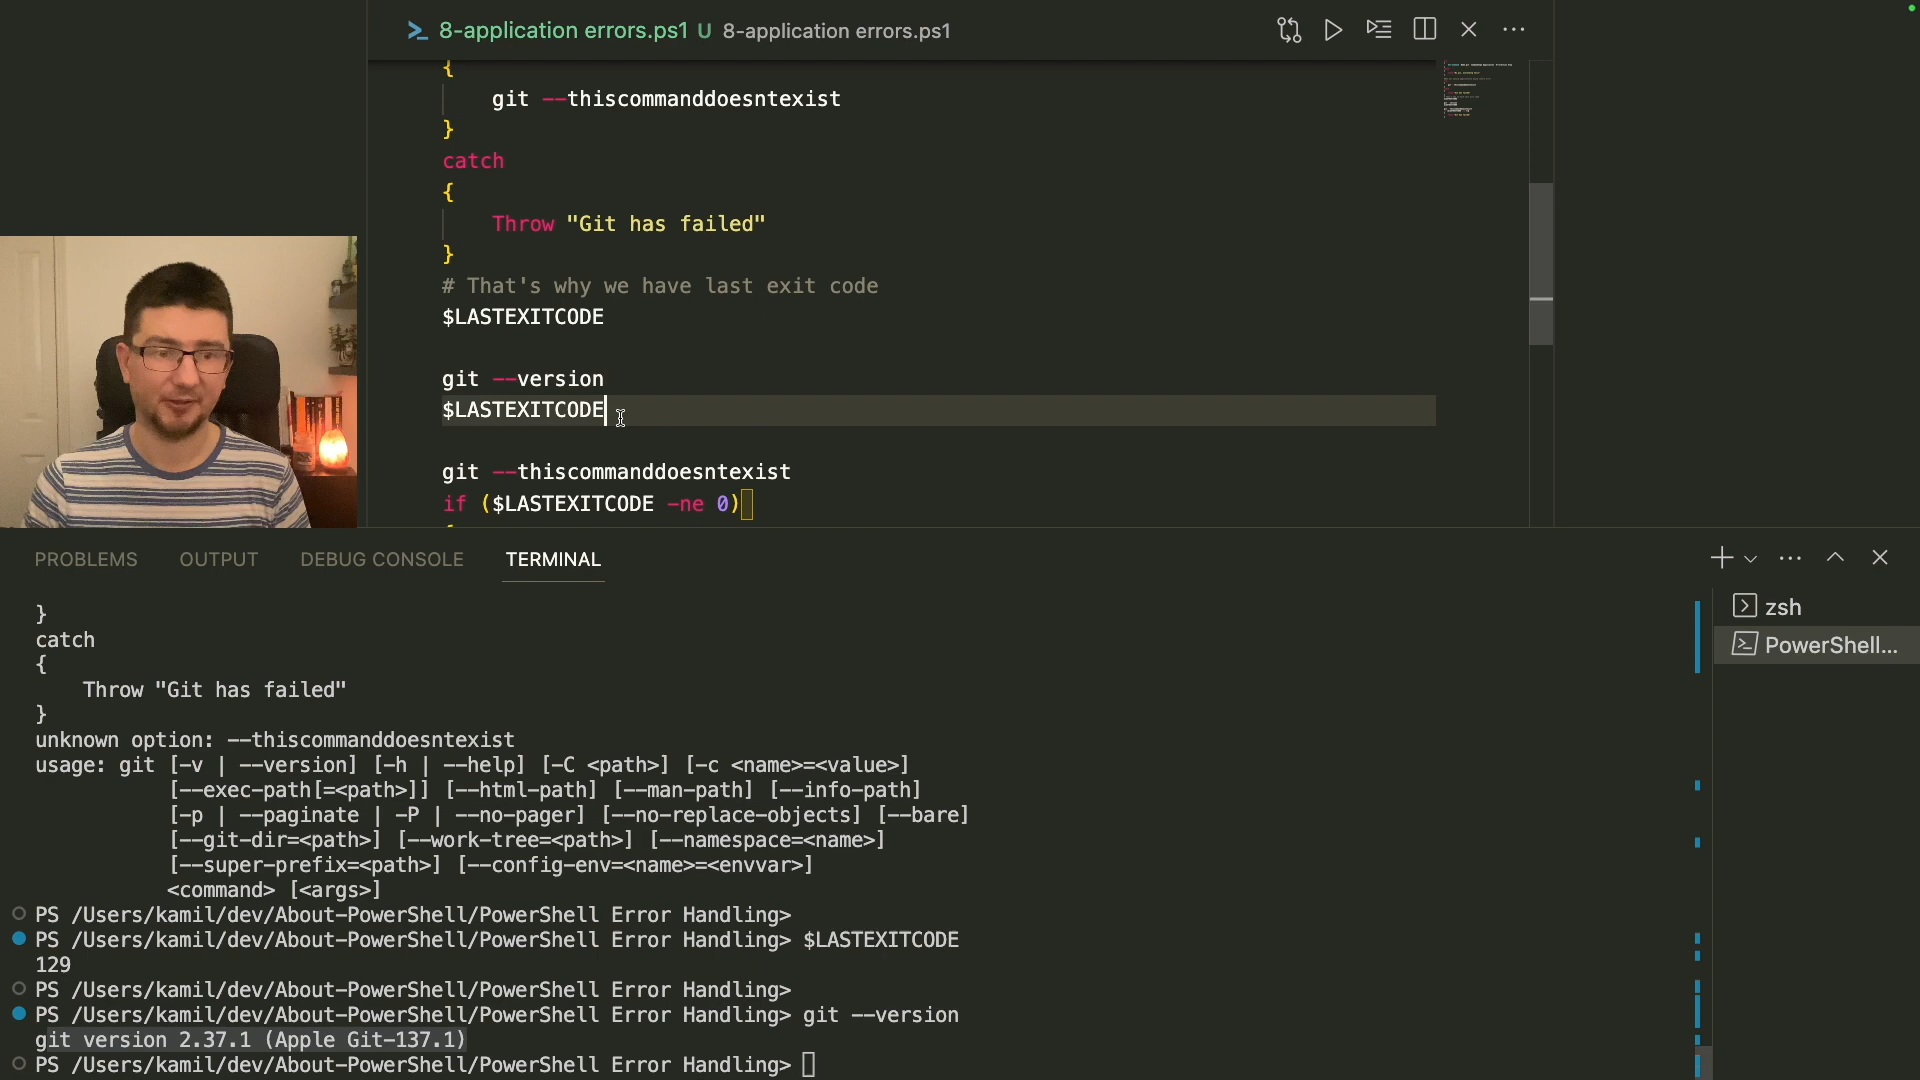 8-application errors.ps1 U 8-application errors.ps1
{
git --thiscommanddoesntexist
}
catch
{
Throw "Git has failed"
}
# That's why we have last exit code
$LASTEXITCODE
git --version
$LASTEXITCODE
git --thiscommanddoesntexist
if ($LASTEXITCODE -ne 0)
PROBLEMS OUTPUT DEBUG CONSOLE TERMINAL
}
catch
{
Throw "Git has failed"
}
unknown option: --thiscommanddoesntexist
usage: git [-v | --version] [-h | --help] [-C <path>] [-c <name>=<value>]
[--exec-path[=<path>]] [--html-path] [--man-path] [--info-path]
[-p | --paginate | -P | --no-pager] [--no-replace-objects] [--bare]
[--git-dir=<path>] [--work-tree=<path>] [--namespace=<name>]
[--super-prefix=<path>] [--config-env=<name>=<envvar>]
<command> [<args>]
PS /Users/kamil/dev/About-PowerShell/PowerShell Error Handling>
PS /Users/kamil/dev/About-PowerShell/PowerShell Error Handling> $LASTEXITCODE
129
PS /Users/kamil/dev/About-PowerShell/PowerShell Error Handling>
PS /Users/kamil/dev/About-PowerShell/PowerShell Error Handling> git --version
git version 2.37.1 (Apple Git-137.1)
PS /Users/kamil/dev/About-PowerShell/PowerShell Error Handling>
zsh
PowerShell...